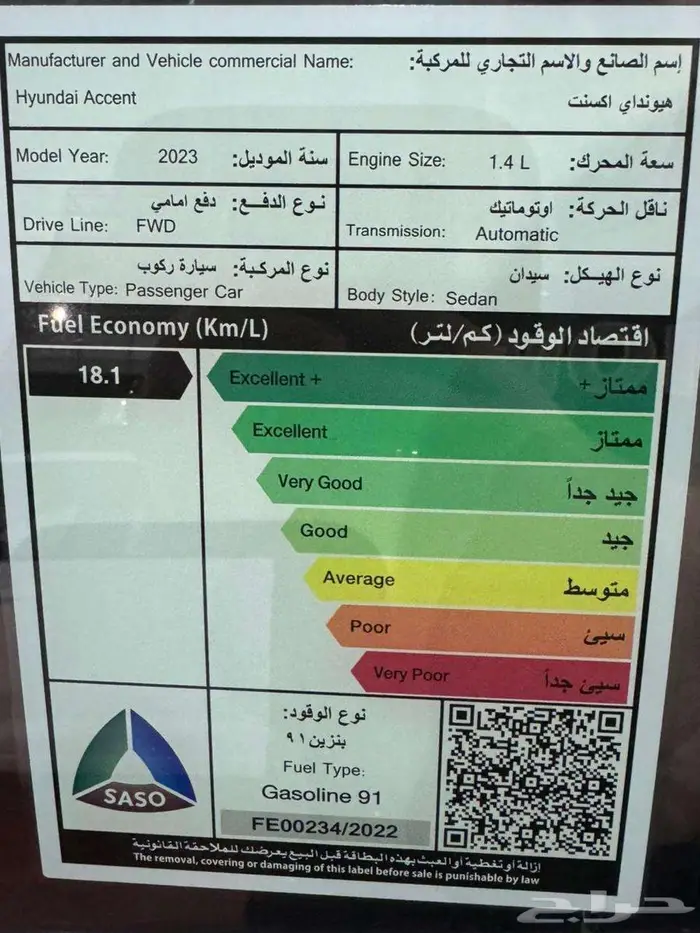 Manufacturer and Vehicle commercial Name: إسم الصانع والاسم التجاري للمركبة:
Hyundai Accent هيونداي اكسنت
Model Year: 2023 سنة الموديل:
Engine Size: 1.4 L سعة المحرك:
نوع الدفع: دفع امامي
Drive Line: FWD
ناقل الحركة: اوتوماتيك
Transmission: Automatic
نوع المركبة: سيارة ركوب
Vehicle Type: Passenger Car
نوع الهيكل: سيدان
Body Style: Sedan
Fuel Economy (Km/L) اقتصاد الوقود (كم/لتر)
18.1
Excellent + ممتاز +
Excellent ممتاز
Very Good جيد جداً
Good جيد
Average متوسط
Poor سيئ
Very Poor سيئ جداً
SASO
نوع الوقود:
بنزين ٩١
Fuel Type:
Gasoline 91
FE00234/2022
إزالة أو تغطية أو العبث بهذه البطاقة قبل البيع يعرضك للملاحقة القانونية
The removal, covering or damaging of this label before sale is punishable by law
حراج